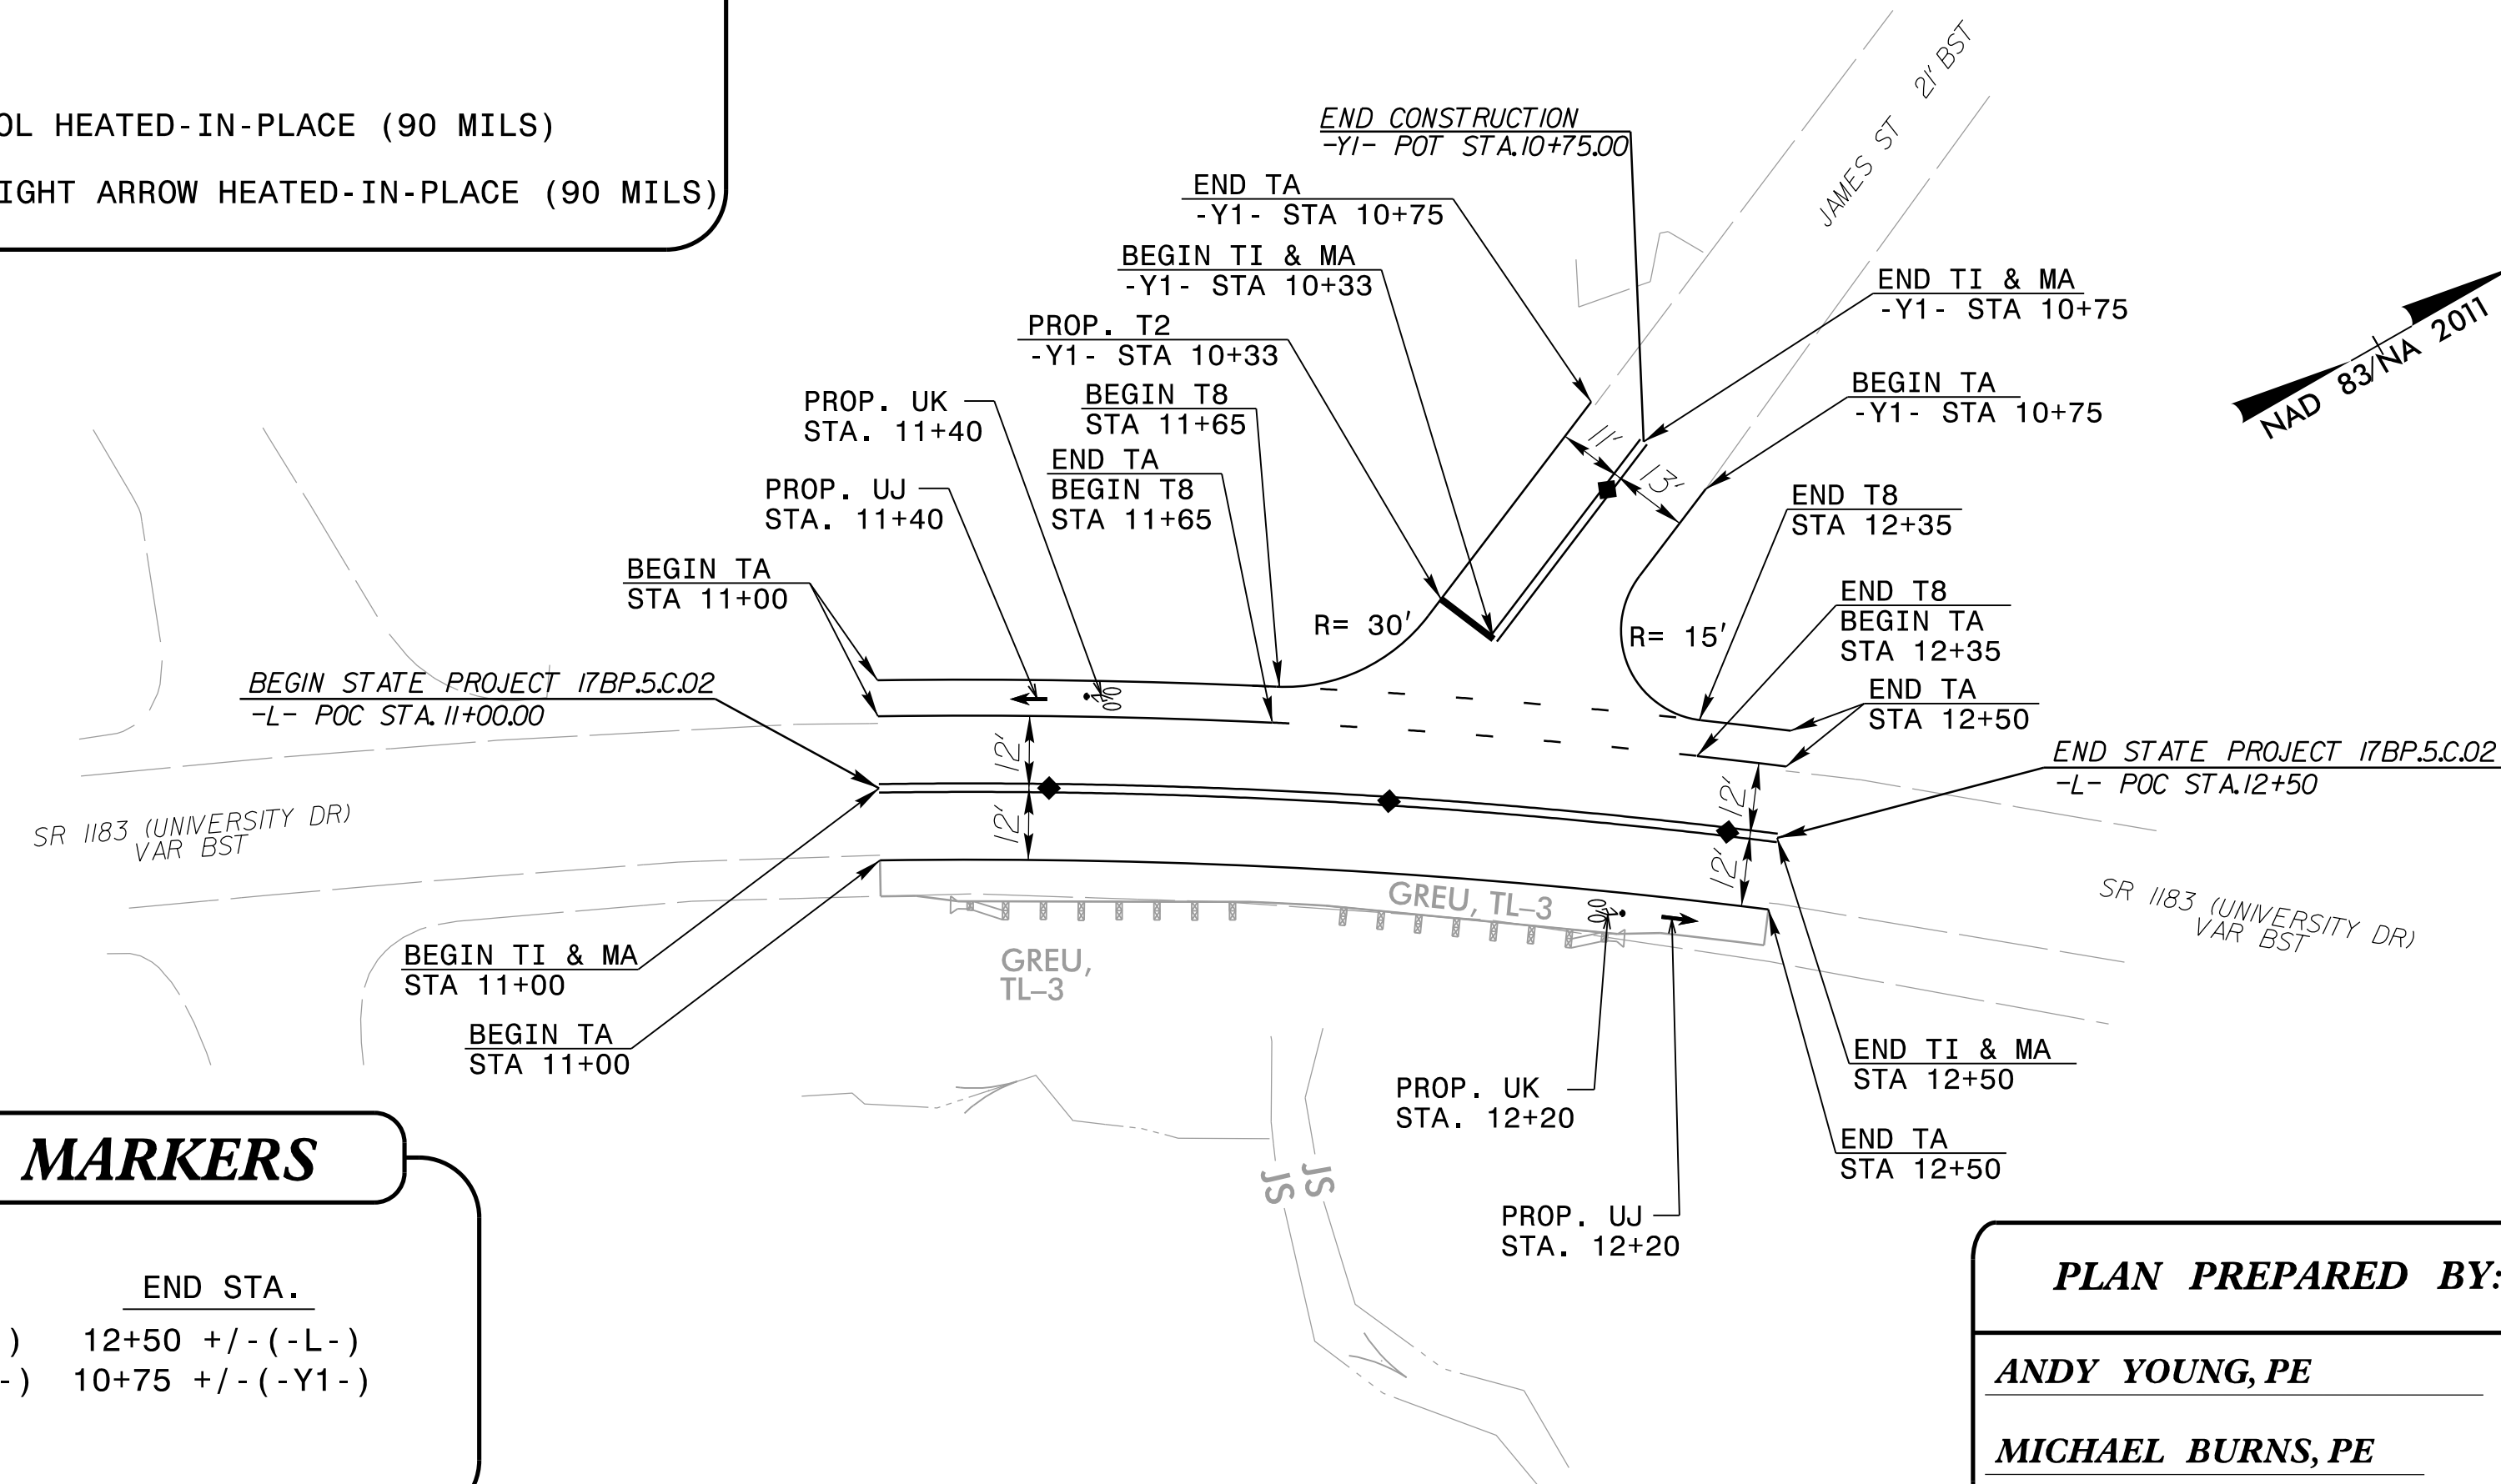 OL HEATED-IN-PLACE (90 MILS)
IGHT ARROW HEATED-IN-PLACE (90 MILS)
END CONSTRUCTION
-Y1- POT STA.10+75.00
JAMES ST 21' BST
END TA
-Y1- STA 10+75
BEGIN TI & MA
-Y1- STA 10+33
PROP. T2
-Y1- STA 10+33
END TI & MA
-Y1- STA 10+75
NAD 83/NA 2011
PROP. UK
STA. 11+40
BEGIN T8
STA 11+65
BEGIN TA
-Y1- STA 10+75
11'
13'
END TA
BEGIN T8
STA 11+65
PROP. UJ
STA. 11+40
END T8
STA 12+35
BEGIN TA
STA 11+00
R= 30'
R= 15'
END T8
BEGIN TA
STA 12+35
BEGIN STATE PROJECT 17BP.5.C.02
-L- POC STA.11+00.00
END TA
STA 12+50
12'
12'
12'
12'
END STATE PROJECT 17BP.5.C.02
-L- POC STA.12+50
SR 1183 (UNIVERSITY DR)
VAR BST
SR 1183 (UNIVERSITY DR)
VAR BST
GREU, TL-3
GREU,
TL-3
BEGIN TI & MA
STA 11+00
BEGIN TA
STA 11+00
PROP. UK
STA. 12+20
END TI & MA
STA 12+50
END TA
STA 12+50
PROP. UJ
STA. 12+20
JS
JS
MARKERS
END STA.
) 12+50 +/-(-L-)
-) 10+75 +/-(-Y1-)
PLAN PREPARED BY:
ANDY YOUNG, PE
MICHAEL BURNS, PE